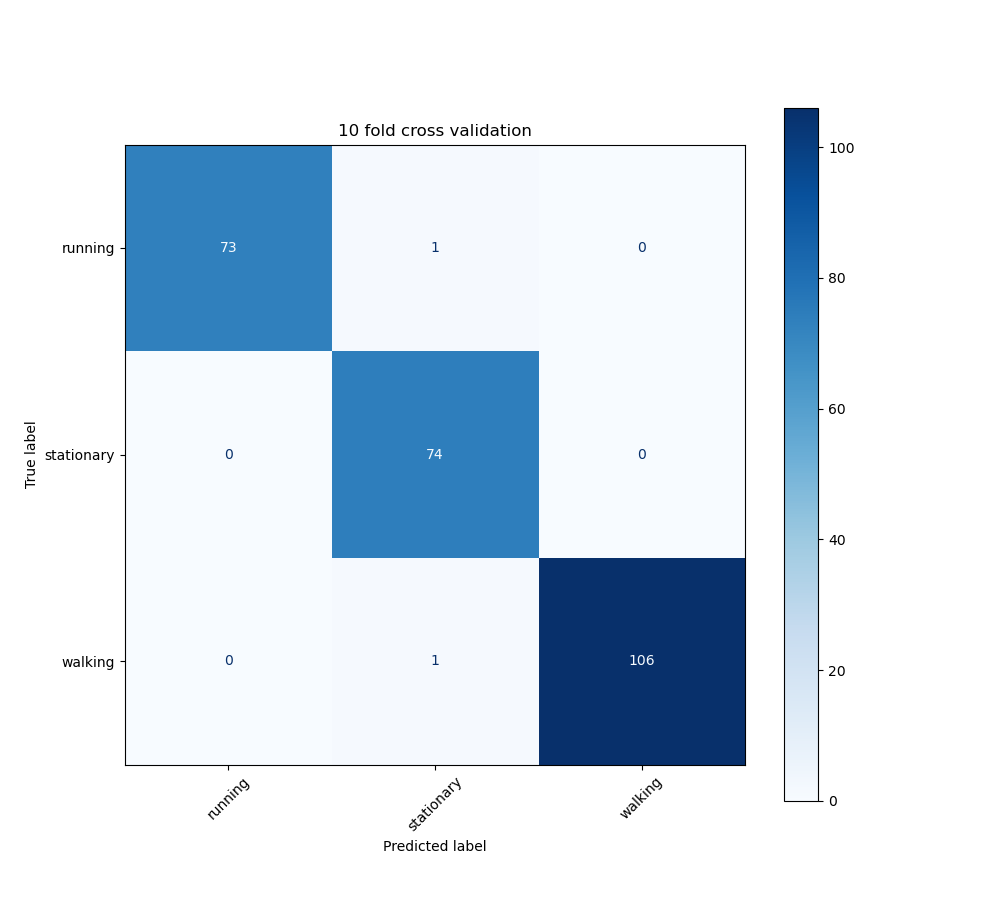 10 fold cross validation
running
73
1
0
stationary
0
74
0
walking
0
1
106
True label
running
stationary
walking
Predicted label
100
80
60
40
20
0